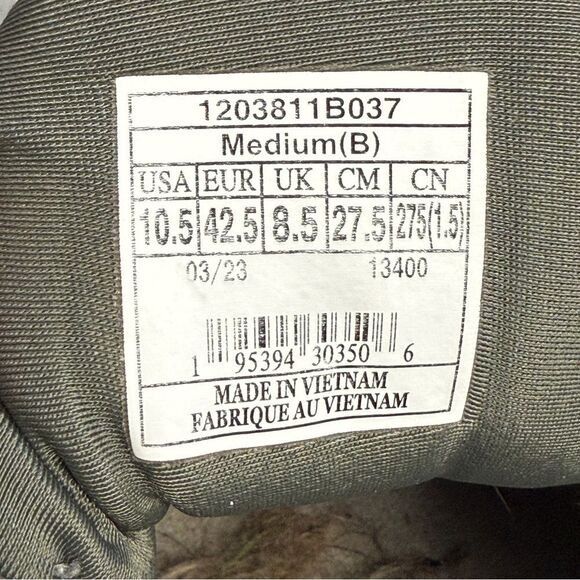 1203811B037
Medium(B)
USA EUR UK CM CN
10.5 42.5 8.5 27.5 275(1.5)
03/23 13400
1 95394 30350 6
MADE IN VIETNAM
FABRIQUE AU VIETNAM